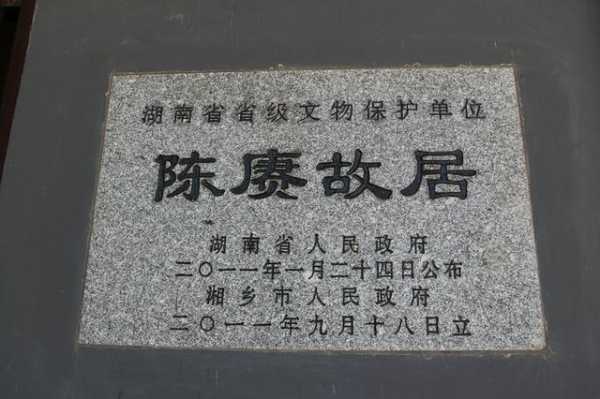 湖南省省级文物保护单位
陈赓故居
湖南省人民政府
二〇一一年一月二十四日公布
湘乡市人民政府
二〇一一年九月十八日立